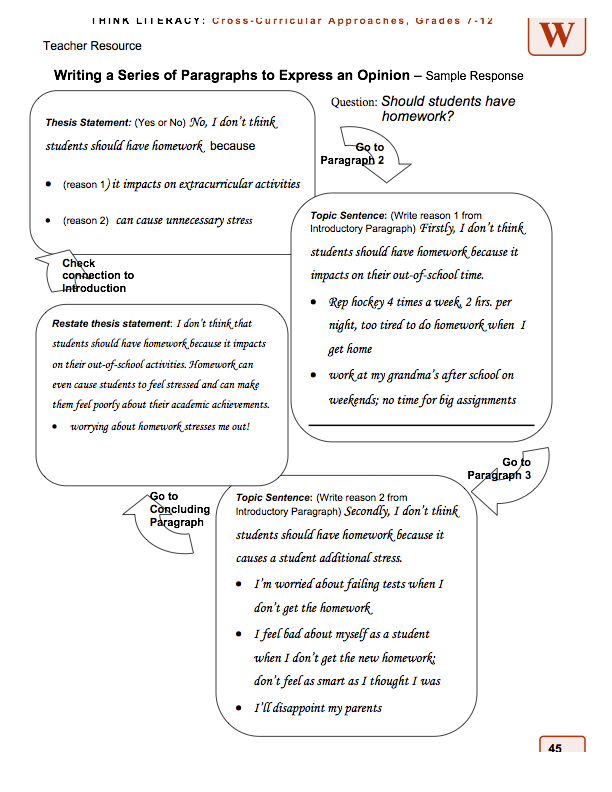 THINK LITERACY: Cross-Curricular Approaches, Grades 7-12
W
Teacher Resource
Writing a Series of Paragraphs to Express an Opinion – Sample Response
Question: Should students have
homework?
Thesis Statement: (Yes or No) No, I don't think
students should have homework because
• (reason 1) it impacts on extracurricular activities
• (reason 2) can cause unnecessary stress
Go to
Paragraph 2
Topic Sentence: (Write reason 1 from
Introductory Paragraph) Firstly, I don't think
students should have homework because it
impacts on their out-of-school time.
• Rep hockey 4 times a week, 2 hrs. per
night, too tired to do homework when I
get home
• work at my grandma's after school on
weekends; no time for big assignments
Go to
Paragraph 3
Topic Sentence: (Write reason 2 from
Introductory Paragraph) Secondly, I don't think
students should have homework because it
causes a student additional stress.
• I'm worried about failing tests when I
don't get the homework
• I feel bad about myself as a student
when I don't get the new homework;
don't feel as smart as I thought I was
• I'll disappoint my parents
Go to
Concluding
Paragraph
Restate thesis statement: I don't think that
students should have homework because it impacts
on their out-of-school activities. Homework can
even cause students to feel stressed and can make
them feel poorly about their academic achievements.
• worrying about homework stresses me out!
Check
connection to
Introduction
45